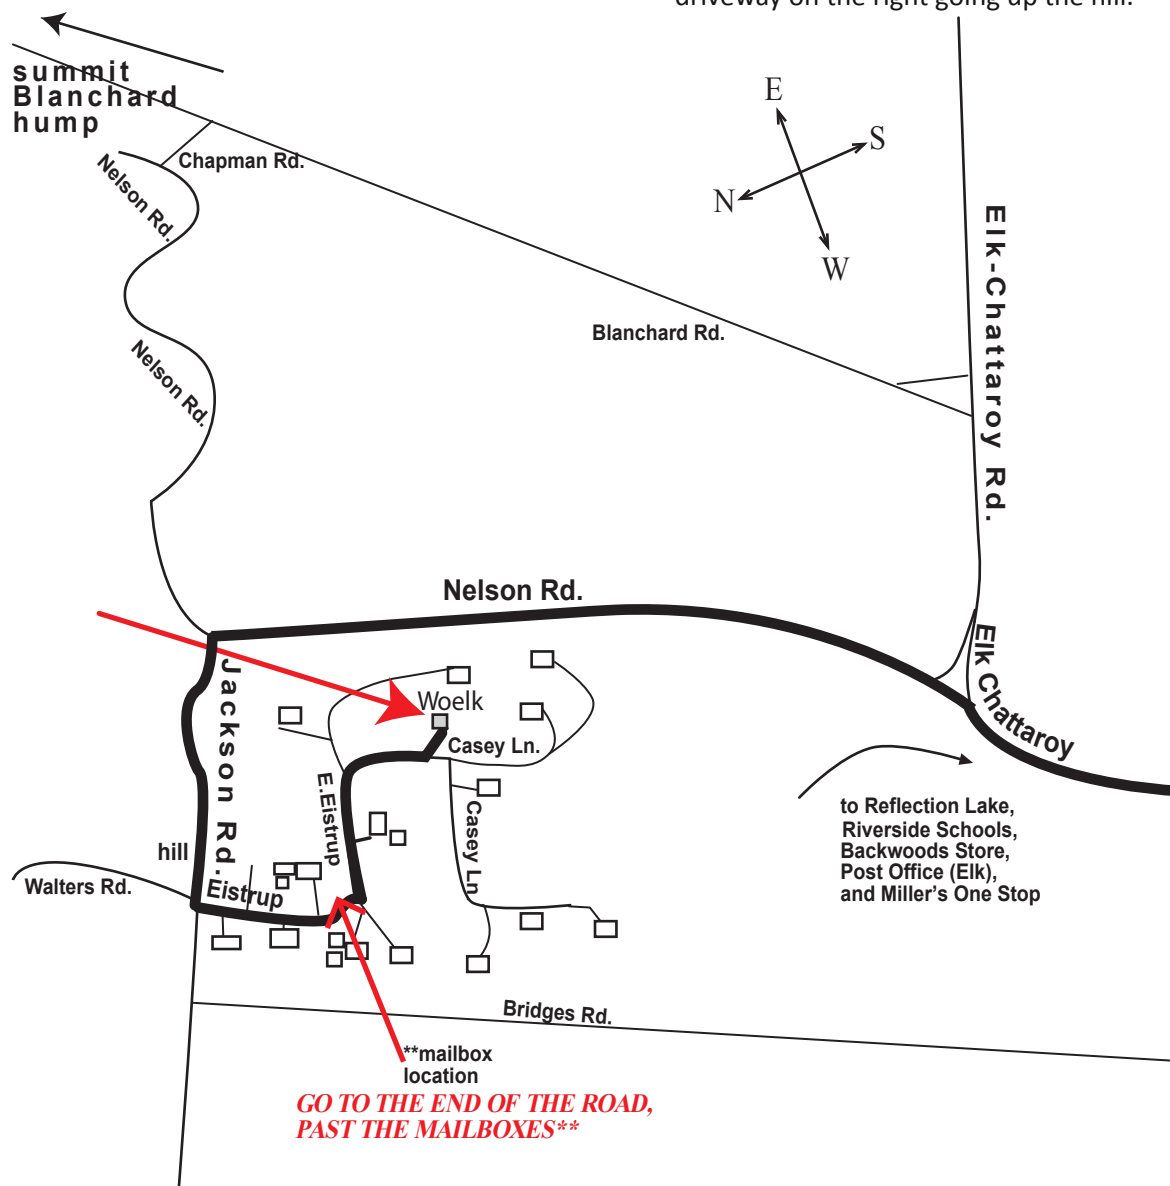 driveway on the right going up the hill.
summit
Blanchard
hump
Chapman Rd.
Nelson Rd.
E
S
N
W
Elk-Chattaroy Rd.
Blanchard Rd.
Nelson Rd.
Nelson Rd.
Elk Chattaroy
Jackson Rd.
Woelk
Casey Ln.
E.Eistrup
Casey Ln
hill
Walters Rd.
Eistrup
to Reflection Lake,
Riverside Schools,
Backwoods Store,
Post Office (Elk),
and Miller's One Stop
Bridges Rd.
**mailbox
location
GO TO THE END OF THE ROAD,
PAST THE MAILBOXES**